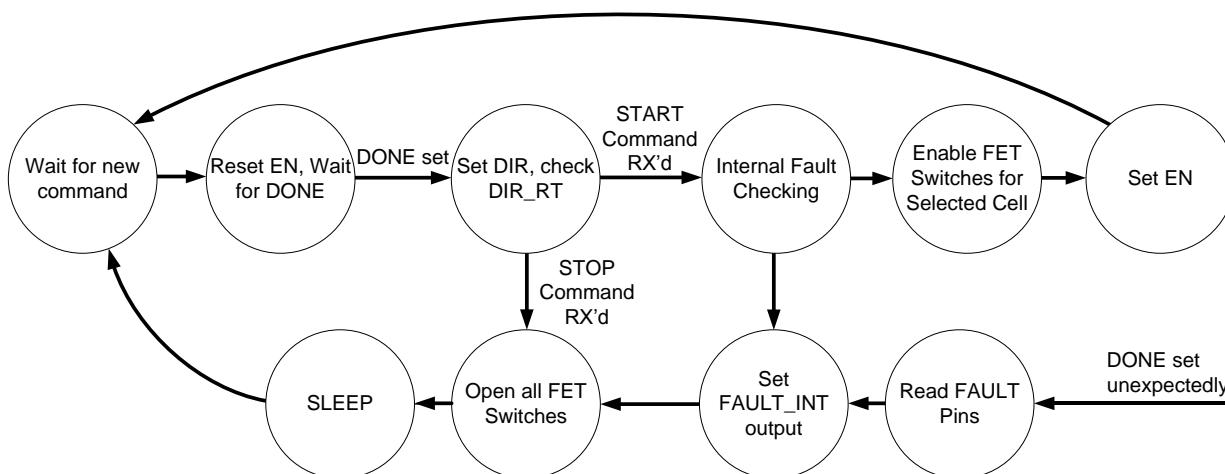 Wait for new
command
Reset EN, Wait
for DONE
DONE set
Set DIR, check
DIR_RT
START
Command
RX'd
Internal Fault
Checking
Enable FET
Switches for
Selected Cell
Set EN
STOP
Command
RX'd
SLEEP
Open all FET
Switches
Set
FAULT_INT
output
Read FAULT
Pins
DONE set
unexpectedly